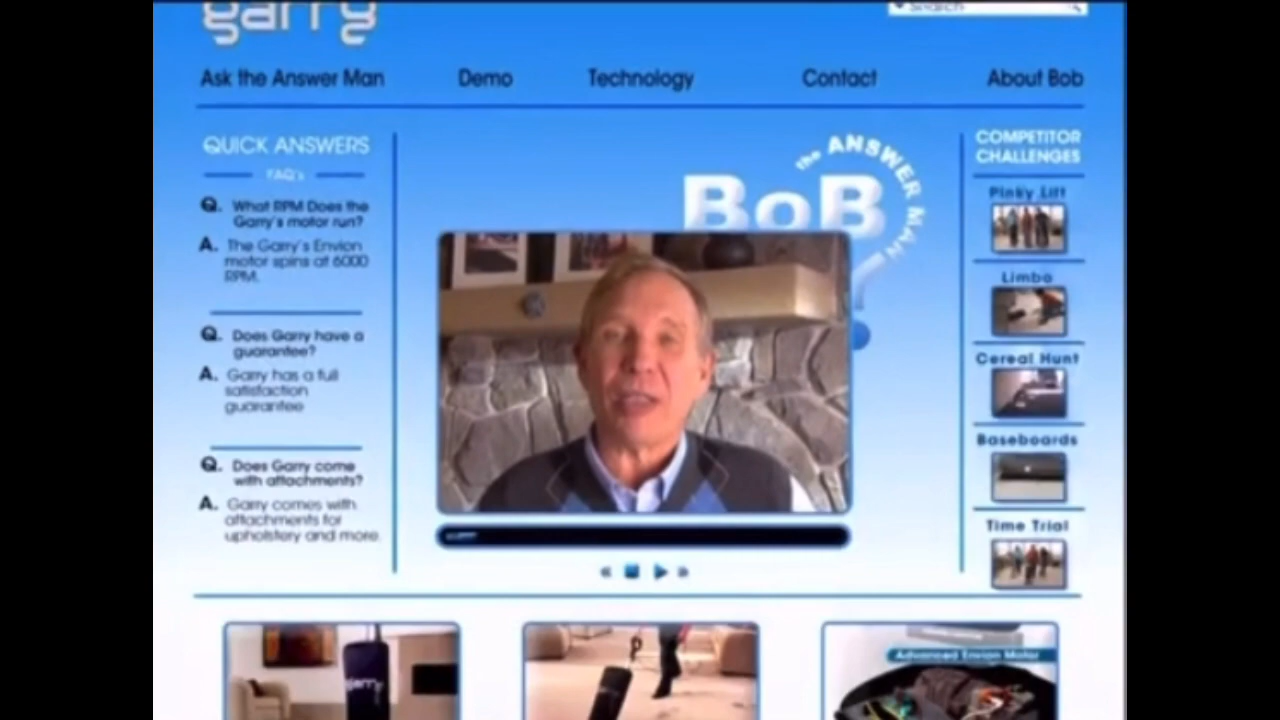 garry
Search
Ask the Answer Man
Demo
Technology
Contact
About Bob
QUICK ANSWERS
FAQ's
Q. What RPM Does the
Garry's motor run?
A. The Garry's Envion
motor spins at 6000
RPM.
Q. Does Garry have a
guarantee?
A. Garry has a full
satisfaction
guarantee
Q. Does Garry come
with attachments?
A. Garry comes with
attachments for
upholstery and more.
the ANSWER MAN
BoB
COMPETITOR
CHALLENGES
Pinky Lift
Limbo
Cereal Hunt
Baseboards
Time Trial
garry
Advanced Envion Motor